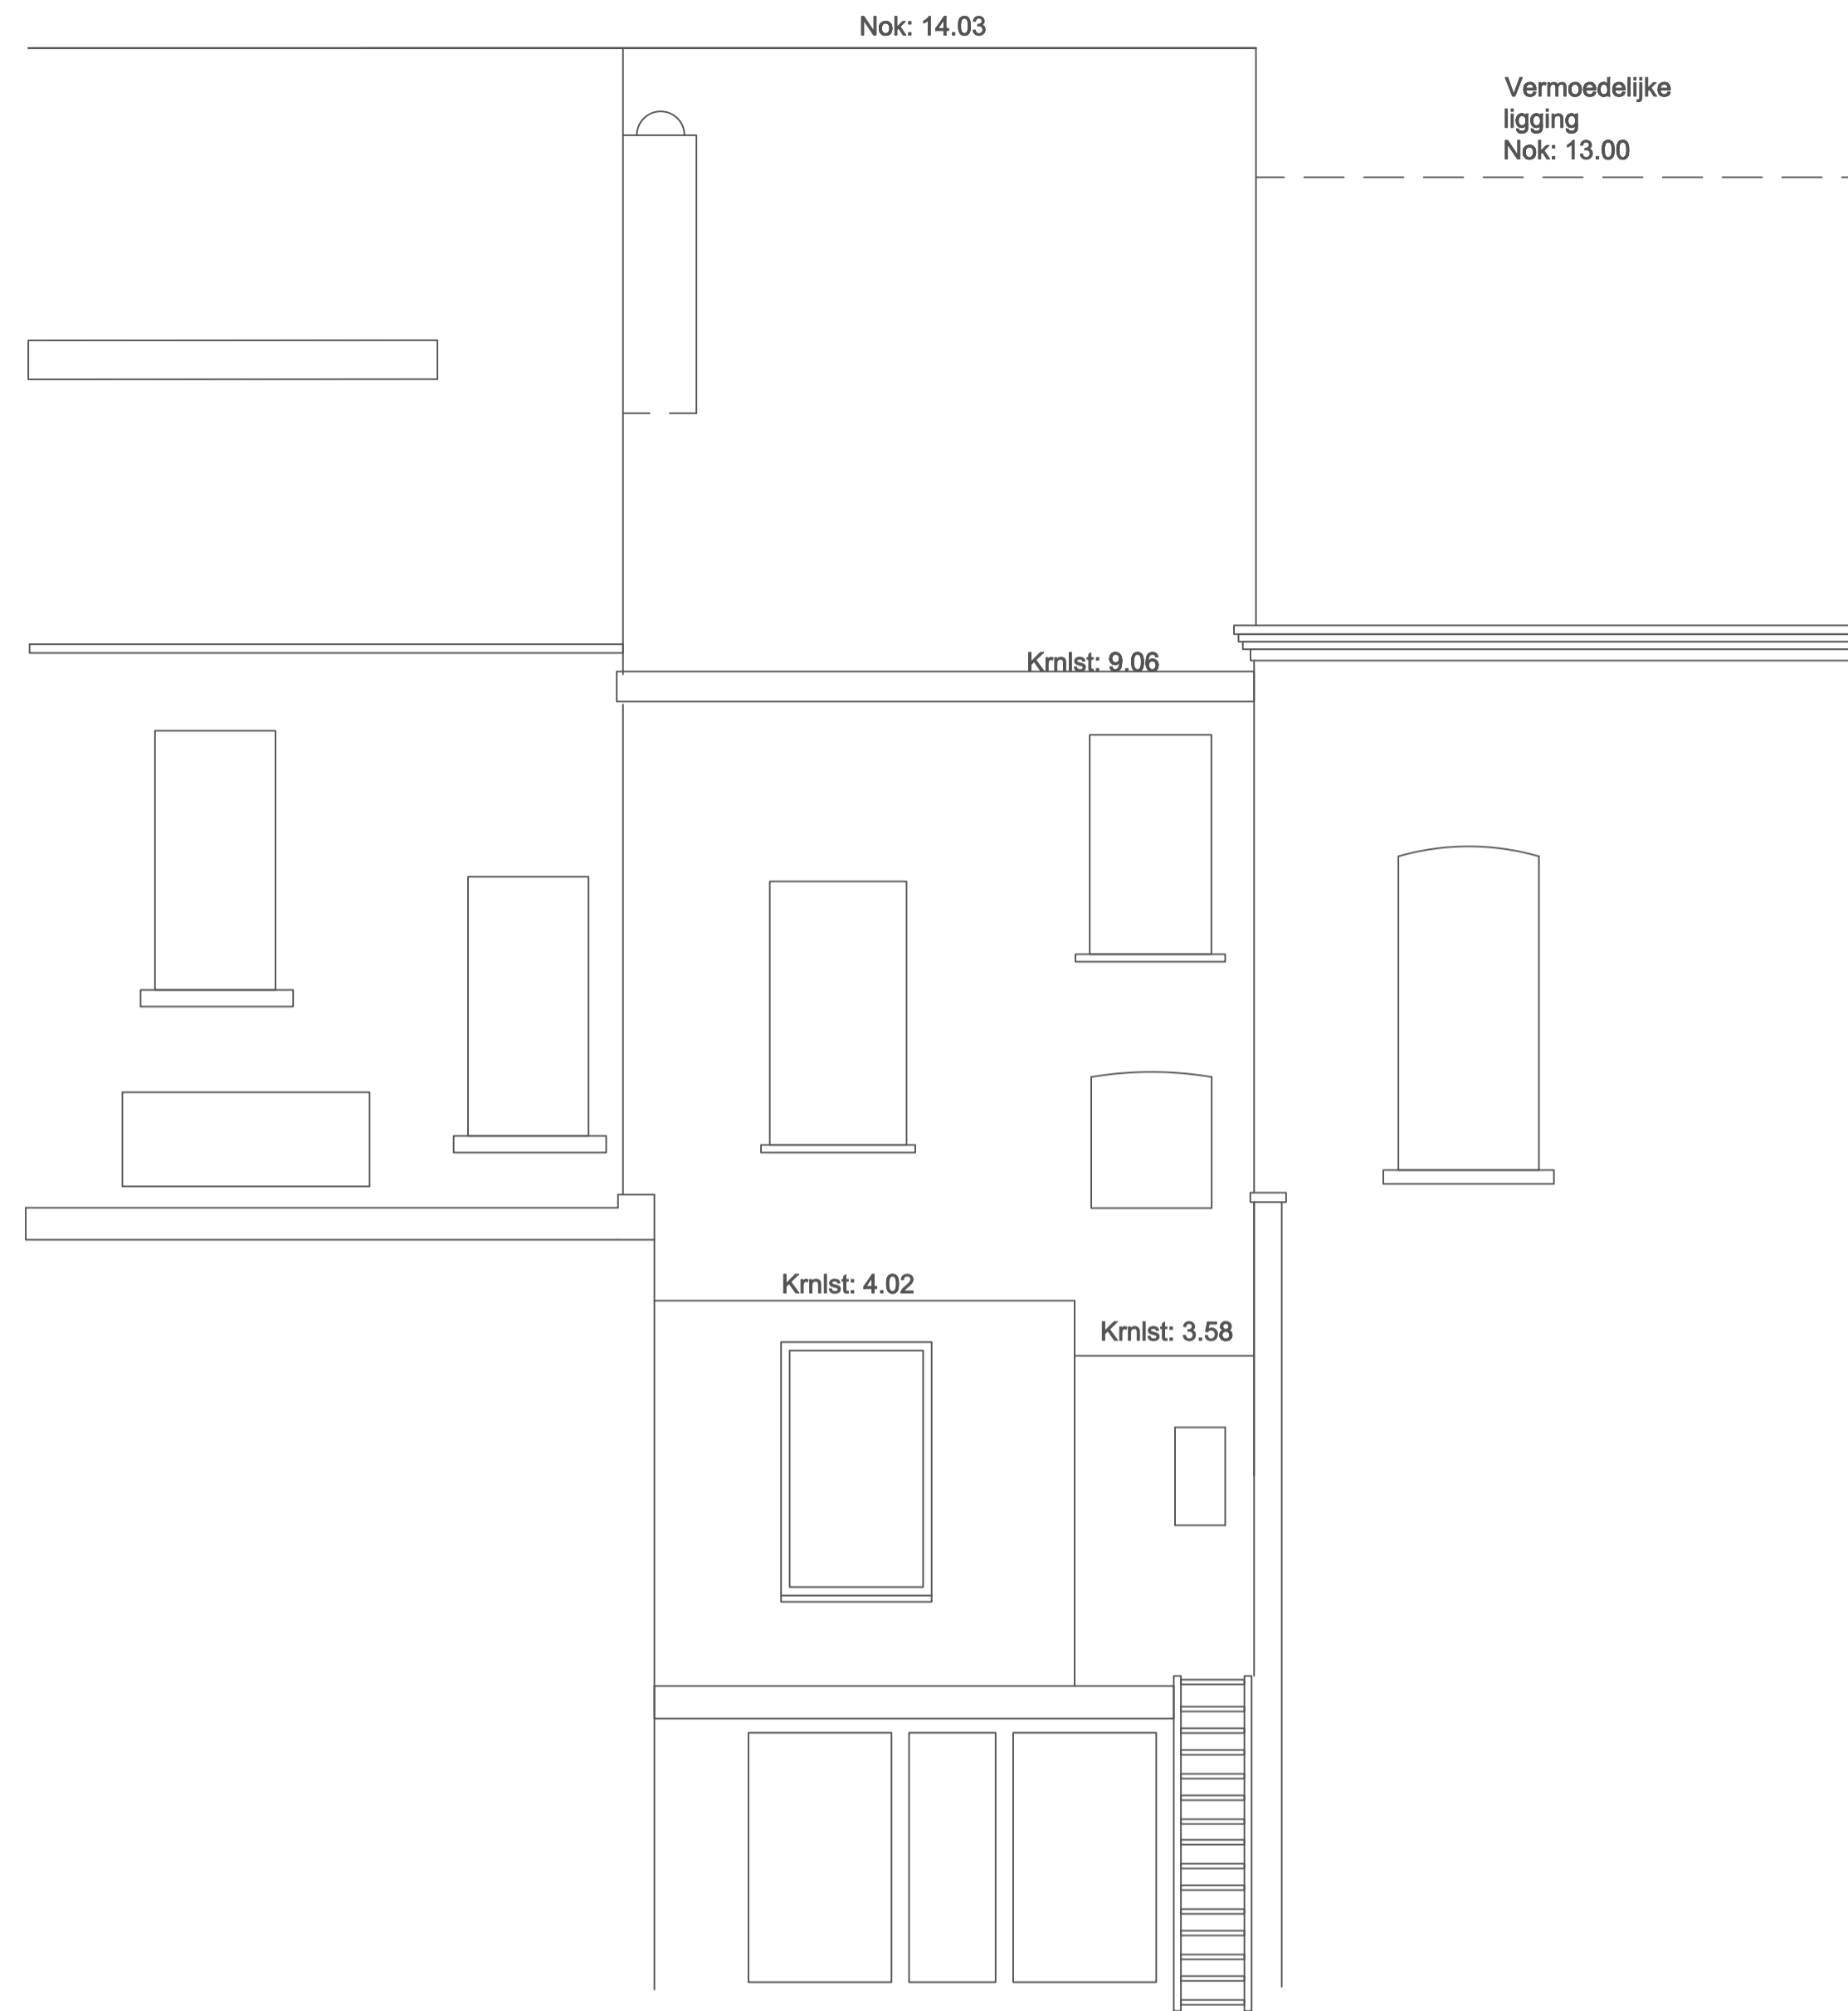 Nok: 14.03
Vermoedelijke
ligging
Nok: 13.00
Krnlst: 9.06
Krnlst: 4.02
Krnlst: 3.58